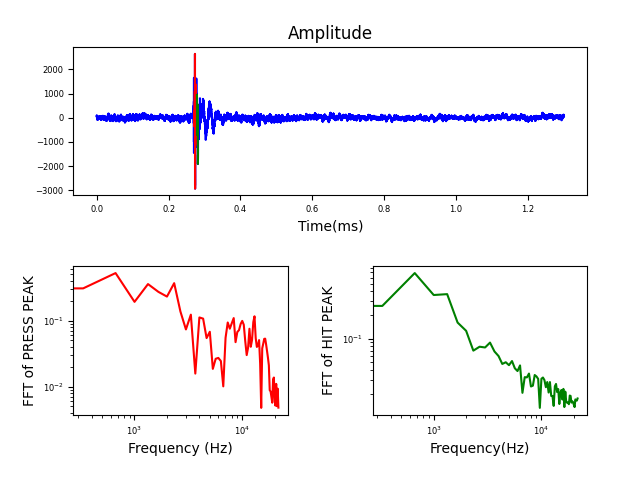 Amplitude
2000
1000
0
−1000
−2000
−3000
0.0 0.2 0.4 0.6 0.8 1.0 1.2
Time(ms)
FFT of PRESS PEAK
10⁻¹
10⁻²
10³ 10⁴
Frequency (Hz)
FFT of HIT PEAK
10⁻¹
10³ 10⁴
Frequency(Hz)